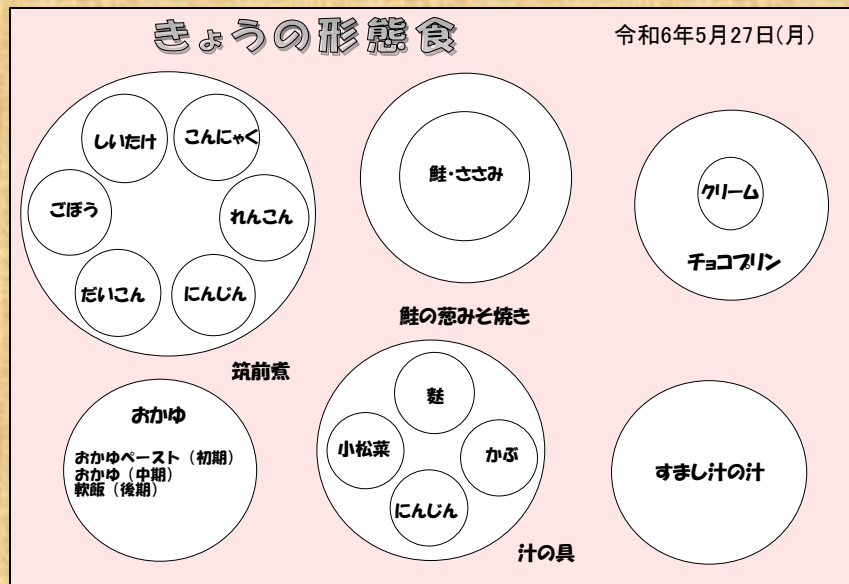 きょうの形態食
令和6年5月27日(月)
しいたけ
こんにゃく
ごぼう
れんこん
だいこん
にんじん
筑前煮
鮭・ささみ
鮭の葱みそ焼き
クリーム
チョコプリン
おかゆ
おかゆペースト（初期）
おかゆ（中期）
軟飯（後期）
麩
小松菜
かぶ
にんじん
汁の具
すまし汁の汁